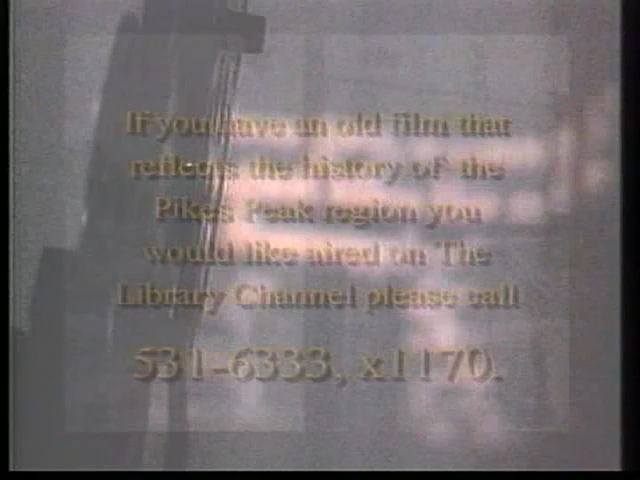 If you have an old film that
reflects the history of the
Pikes Peak region you
would like aired on The
Library Channel please call
531-6333, x1170.